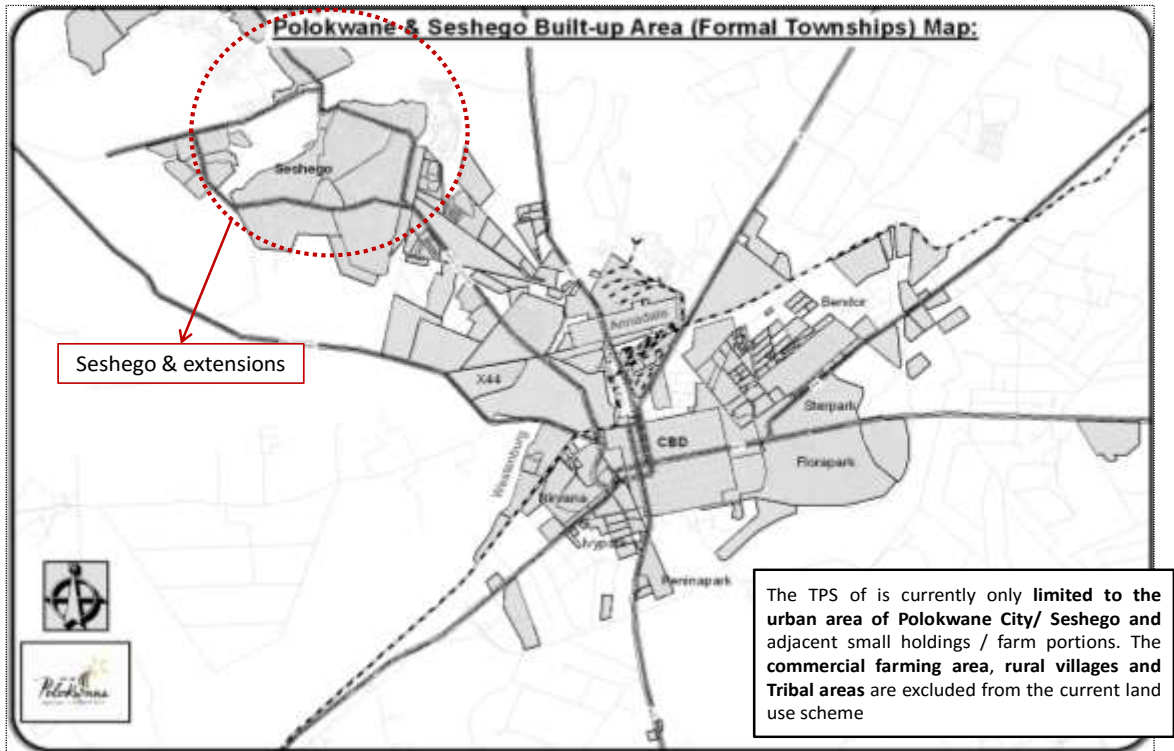 Polokwane & Seshego Built-up Area (Formal Townships) Map:
Seshego
Seshego & extensions
Annadale
Bendor
X44
Sterpark
CBD
Florapark
Westenburg
Nirvana
Ivypark
Peninapark
Polokwane
The TPS of is currently only limited to the
urban area of Polokwane City/ Seshego and
adjacent small holdings / farm portions. The
commercial farming area, rural villages and
Tribal areas are excluded from the current land
use scheme